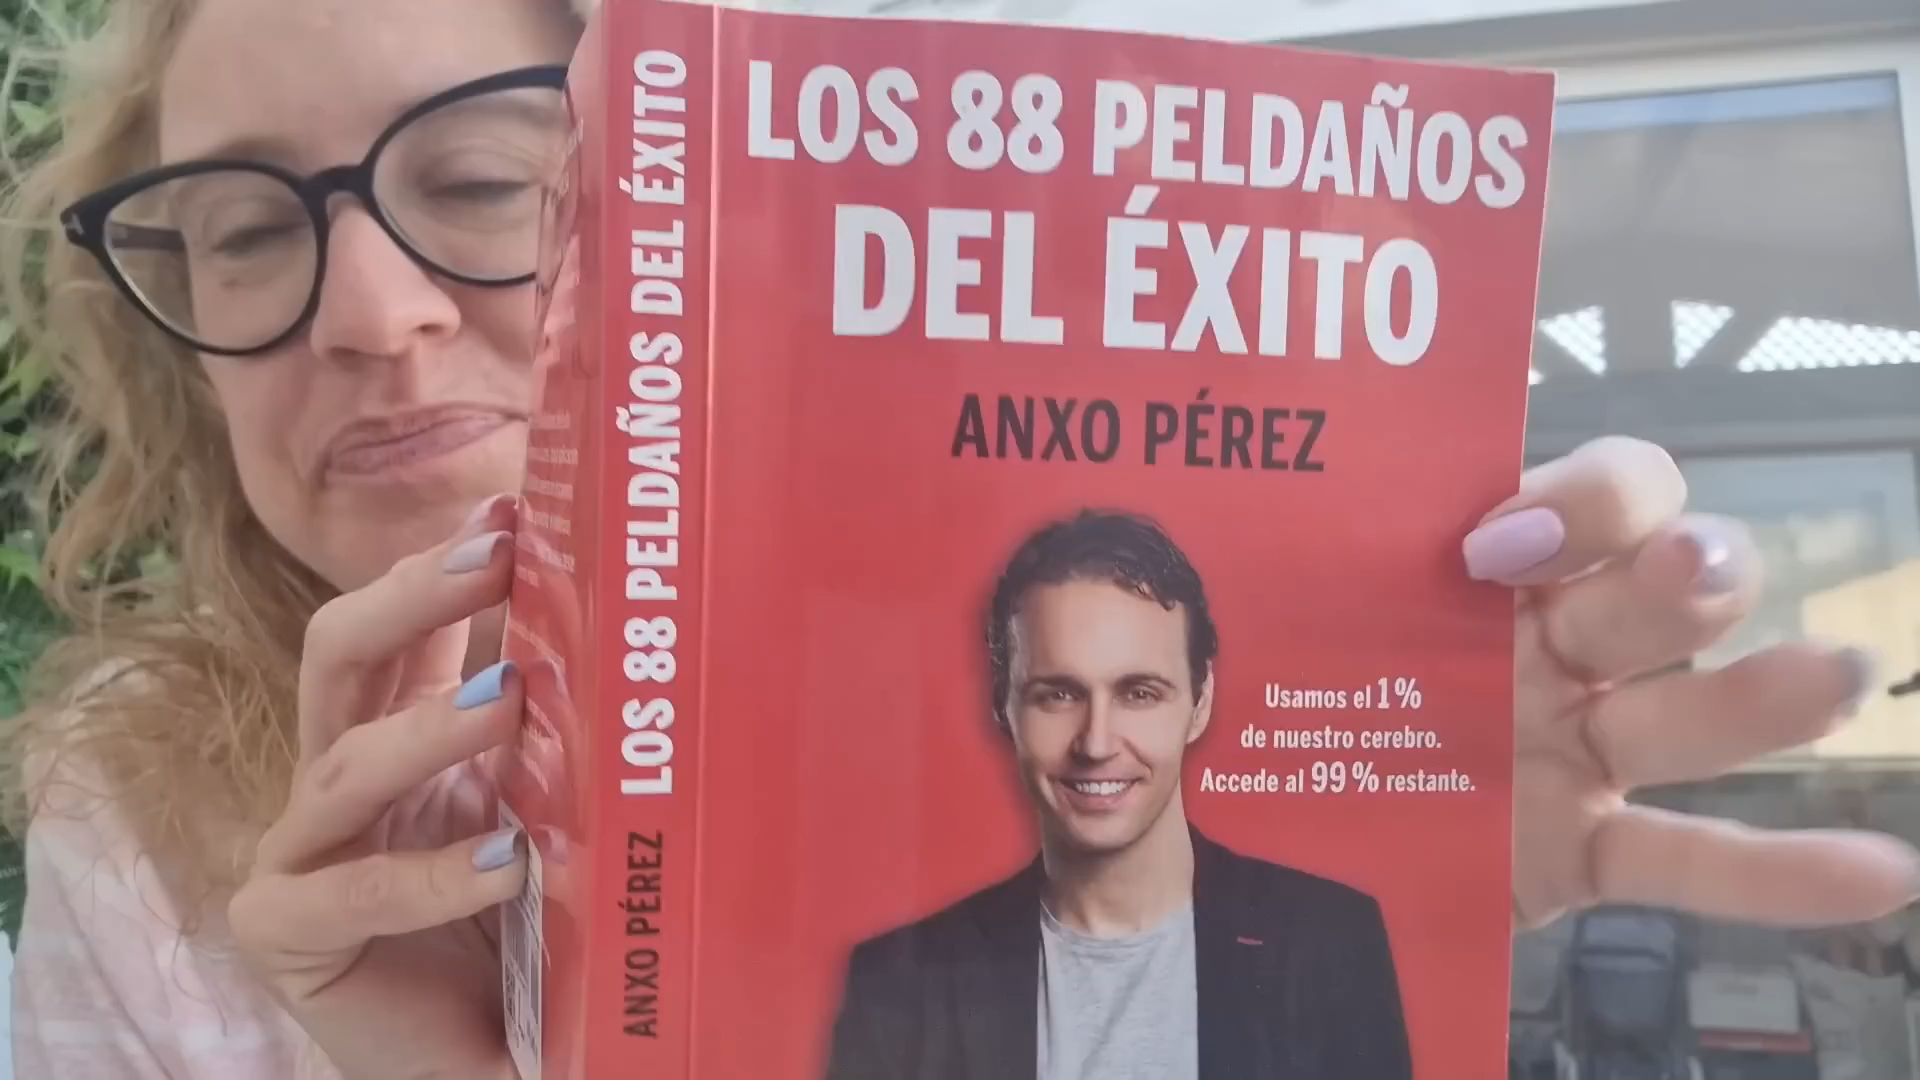 LOS 88 PELDAÑOS DEL ÉXITO
ANXO PÉREZ
LOS 88 PELDAÑOS
DEL ÉXITO
ANXO PÉREZ
Usamos el 1%
de nuestro cerebro.
Accede al 99% restante.